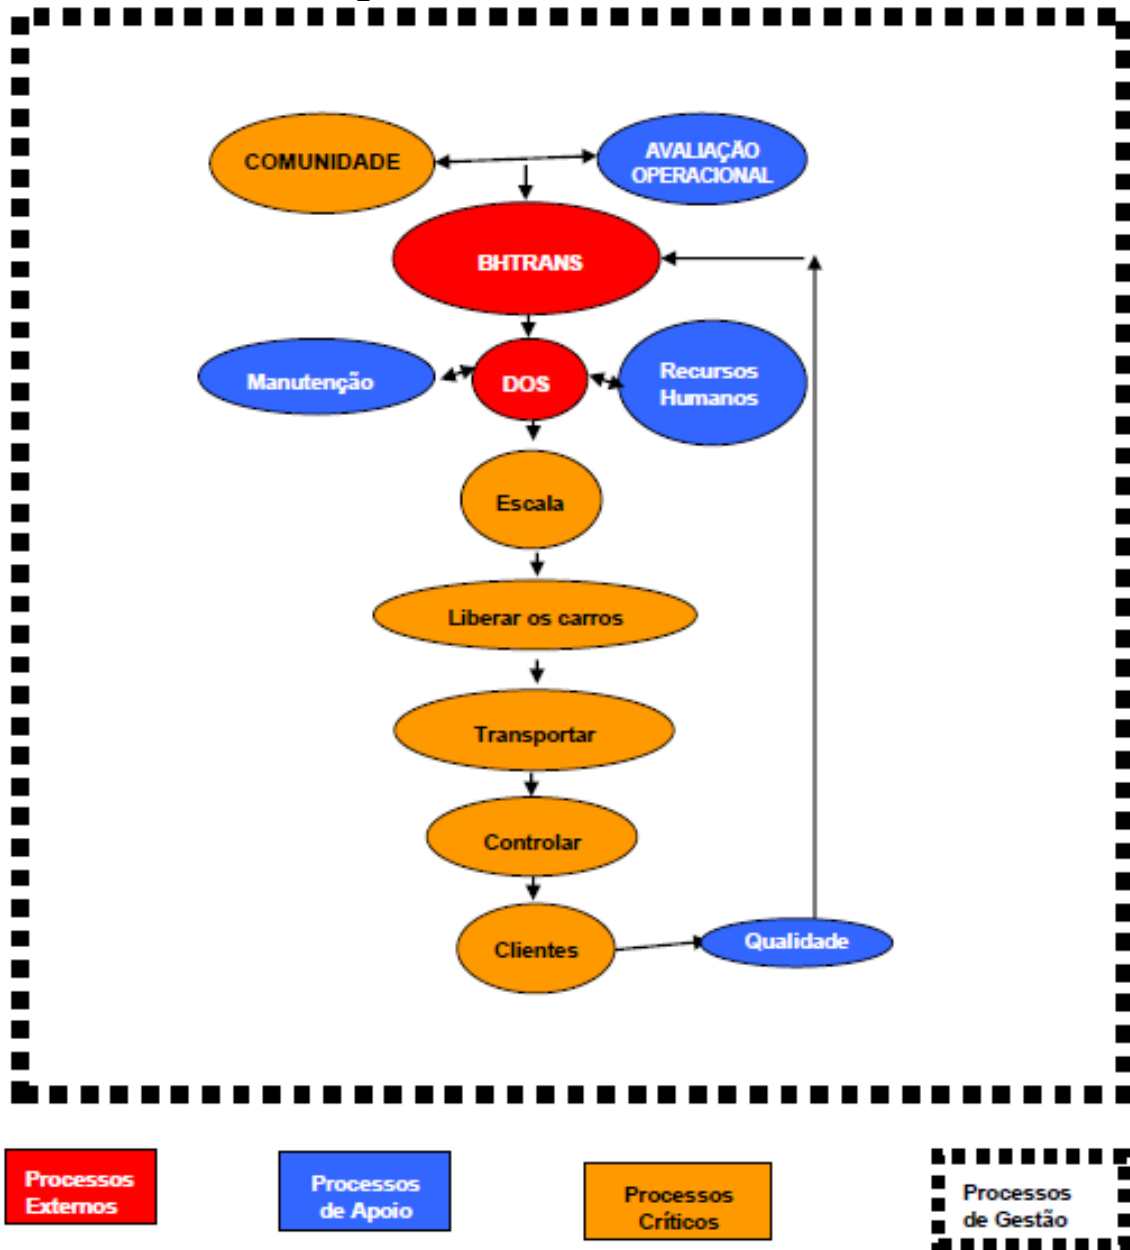 COMUNIDADE
AVALIAÇÃO
OPERACIONAL
BHTRANS
Manutenção
DOS
Recursos
Humanos
Escala
Liberar os carros
Transportar
Controlar
Clientes
Qualidade
Processos
Externos
Processos
de Apoio
Processos
Críticos
Processos
de Gestão